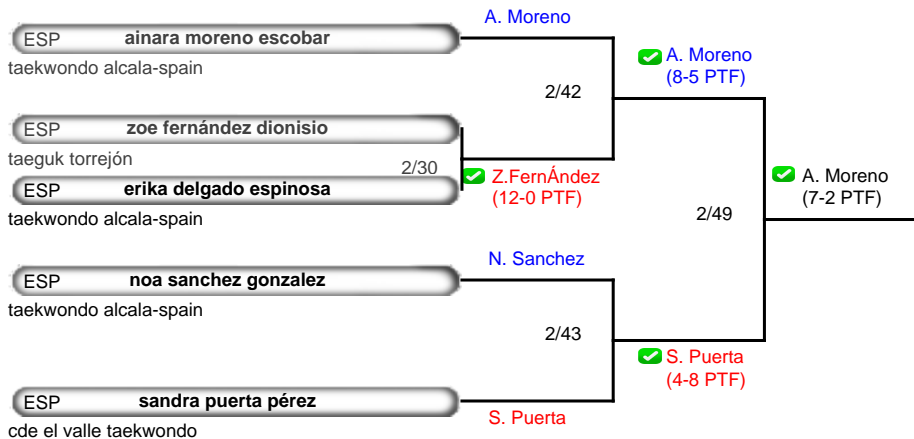 A. Moreno
ESP ainara moreno escobar
taekwondo alcala-spain
A. Moreno
(8-5 PTF)
2/42
ESP zoe fernández dionisio
taeguk torrejón
2/30
Z.FernÁndez
(12-0 PTF)
ESP erika delgado espinosa
taekwondo alcala-spain
A. Moreno
(7-2 PTF)
2/49
N. Sanchez
ESP noa sanchez gonzalez
taekwondo alcala-spain
2/43
S. Puerta
(4-8 PTF)
ESP sandra puerta pérez
S. Puerta
cde el valle taekwondo